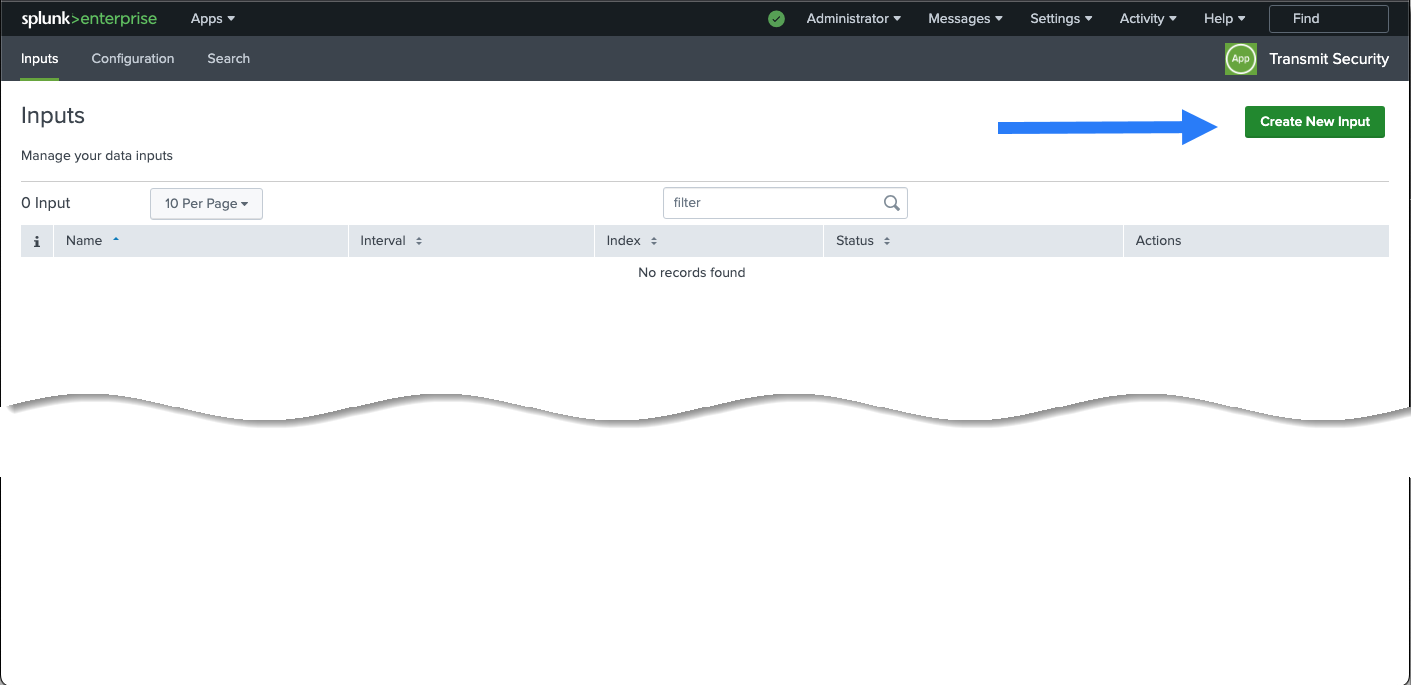 splunk>enterprise Apps Administrator Messages Settings Activity Help Find
Inputs Configuration Search App Transmit Security
Inputs
Create New Input
Manage your data inputs
0 Input 10 Per Page filter
i Name Interval Index Status Actions
No records found